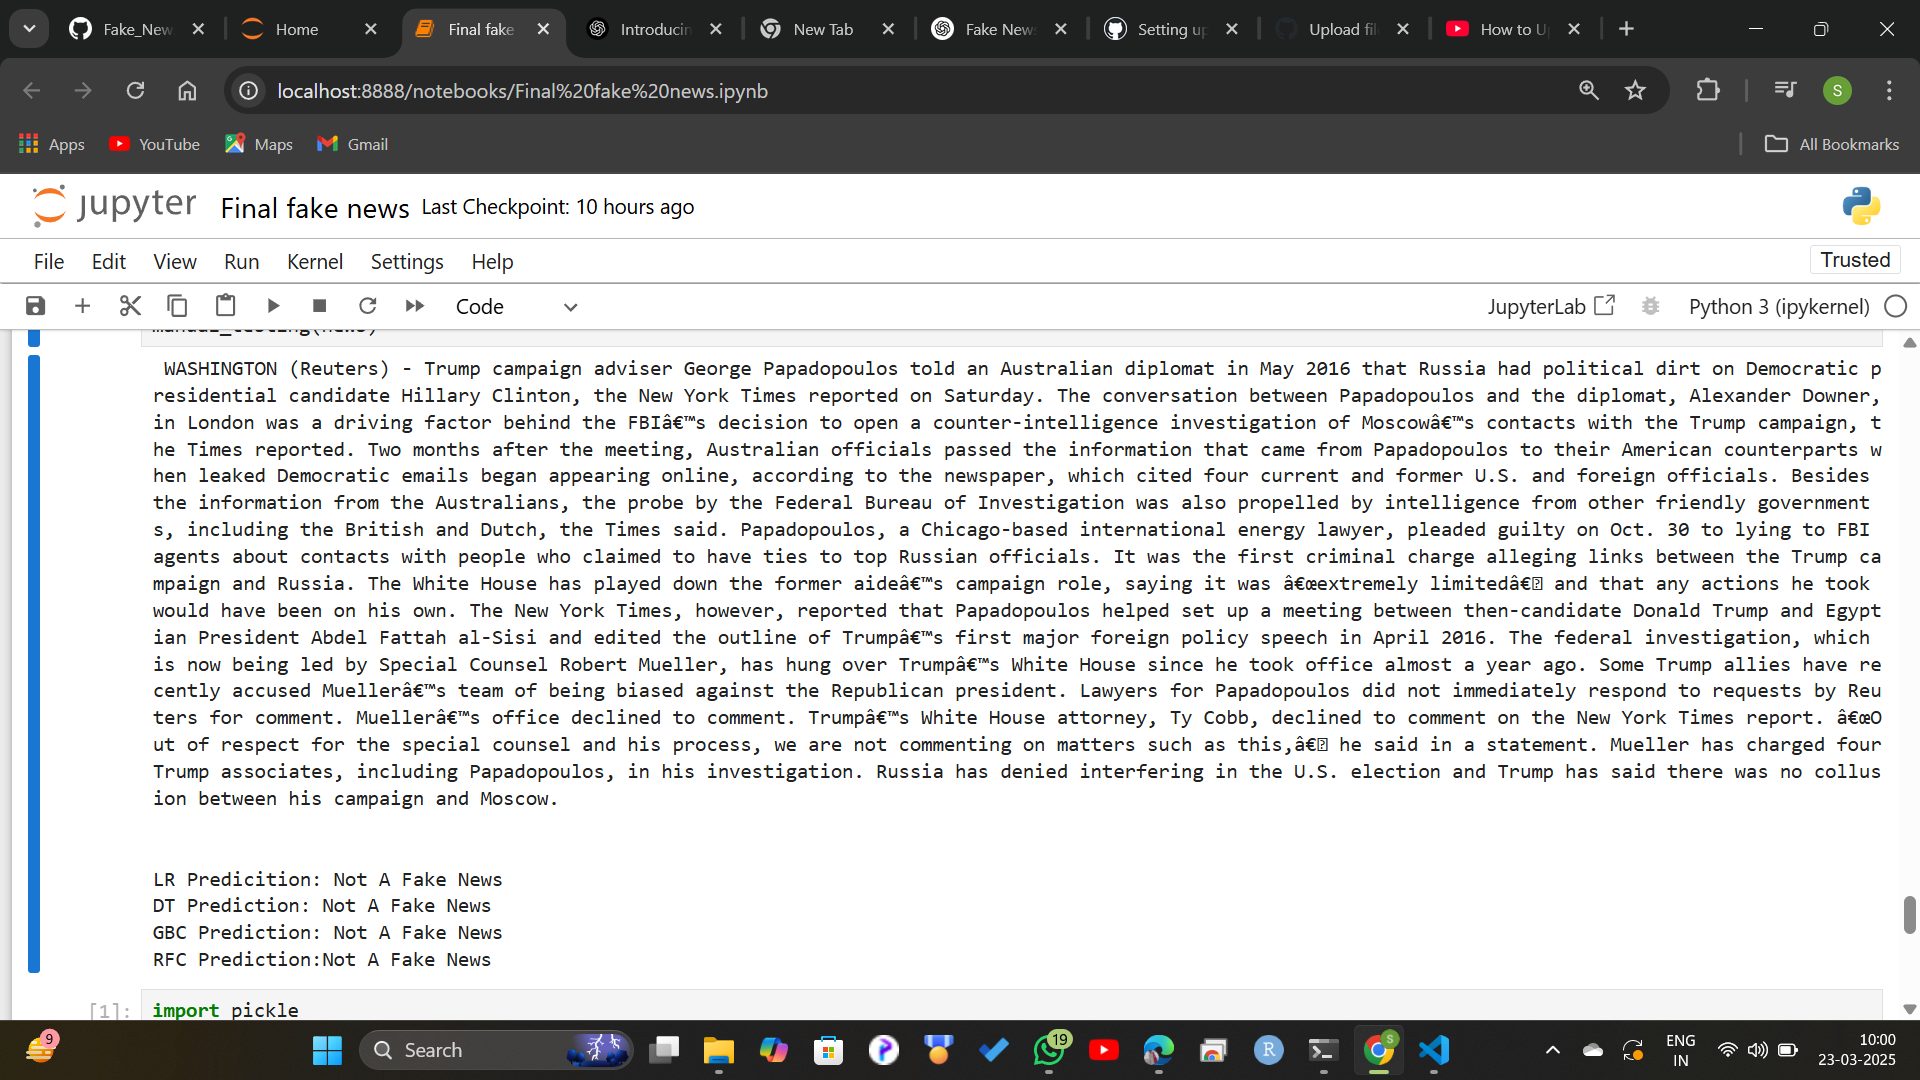 Fake_New
Home
Final fake
Introducin
New Tab
Fake News
Setting up
Upload fil
How to U
localhost:8888/notebooks/Final%20fake%20news.ipynb
S
Apps
YouTube
Maps
Gmail
All Bookmarks
jupyter
Final fake news
Last Checkpoint: 10 hours ago
File
Edit
View
Run
Kernel
Settings
Help
Trusted
Code
JupyterLab
Python 3 (ipykernel)
WASHINGTON (Reuters) - Trump campaign adviser George Papadopoulos told an Australian diplomat in May 2016 that Russia had political dirt on Democratic p
residential candidate Hillary Clinton, the New York Times reported on Saturday. The conversation between Papadopoulos and the diplomat, Alexander Downer,
in London was a driving factor behind the FBIâ€™s decision to open a counter-intelligence investigation of Moscowâ€™s contacts with the Trump campaign, t
he Times reported. Two months after the meeting, Australian officials passed the information that came from Papadopoulos to their American counterparts w
hen leaked Democratic emails began appearing online, according to the newspaper, which cited four current and former U.S. and foreign officials. Besides
the information from the Australians, the probe by the Federal Bureau of Investigation was also propelled by intelligence from other friendly government
s, including the British and Dutch, the Times said. Papadopoulos, a Chicago-based international energy lawyer, pleaded guilty on Oct. 30 to lying to FBI
agents about contacts with people who claimed to have ties to top Russian officials. It was the first criminal charge alleging links between the Trump ca
mpaign and Russia. The White House has played down the former aideâ€™s campaign role, saying it was â€œextremely limitedâ€ and that any actions he took
would have been on his own. The New York Times, however, reported that Papadopoulos helped set up a meeting between then-candidate Donald Trump and Egypt
ian President Abdel Fattah al-Sisi and edited the outline of Trumpâ€™s first major foreign policy speech in April 2016. The federal investigation, which
is now being led by Special Counsel Robert Mueller, has hung over Trumpâ€™s White House since he took office almost a year ago. Some Trump allies have re
cently accused Muellerâ€™s team of being biased against the Republican president. Lawyers for Papadopoulos did not immediately respond to requests by Reu
ters for comment. Muellerâ€™s office declined to comment. Trumpâ€™s White House attorney, Ty Cobb, declined to comment on the New York Times report. â€œO
ut of respect for the special counsel and his process, we are not commenting on matters such as this,â€ he said in a statement. Mueller has charged four
Trump associates, including Papadopoulos, in his investigation. Russia has denied interfering in the U.S. election and Trump has said there was no collus
ion between his campaign and Moscow.
LR Predicition: Not A Fake News
DT Prediction: Not A Fake News
GBC Prediction: Not A Fake News
RFC Prediction:Not A Fake News
[1]:
import pickle
9
Search
19
R
S
ENG
IN
10:00
23-03-2025